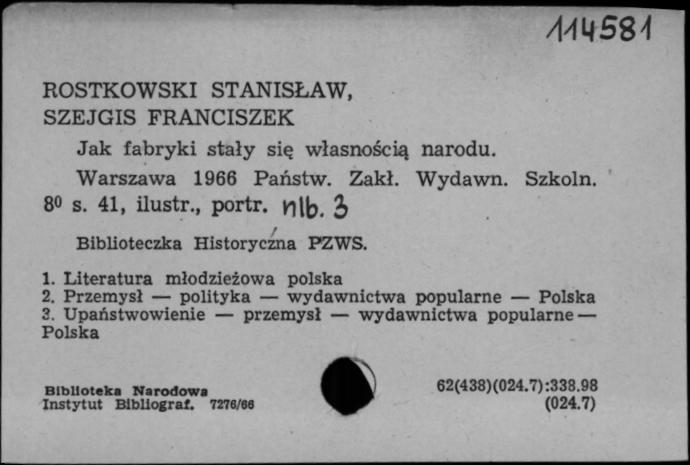 114581
ROSTKOWSKI STANISŁAW,
SZEJGIS FRANCISZEK
Jak fabryki stały się własnością narodu.
Warszawa 1966 Państw. Zakł. Wydawn. Szkoln.
8⁰ s. 41, ilustr., portr. nlb. 3
Biblioteczka Historyczna PZWS.
1. Literatura młodzieżowa polska
2. Przemysł — polityka — wydawnictwa popularne — Polska
3. Upaństwowienie — przemysł — wydawnictwa popularne —
Polska
Biblioteka Narodowa
Instytut Bibliograf. 7276/66
62(438)(024.7):338.98
(024.7)